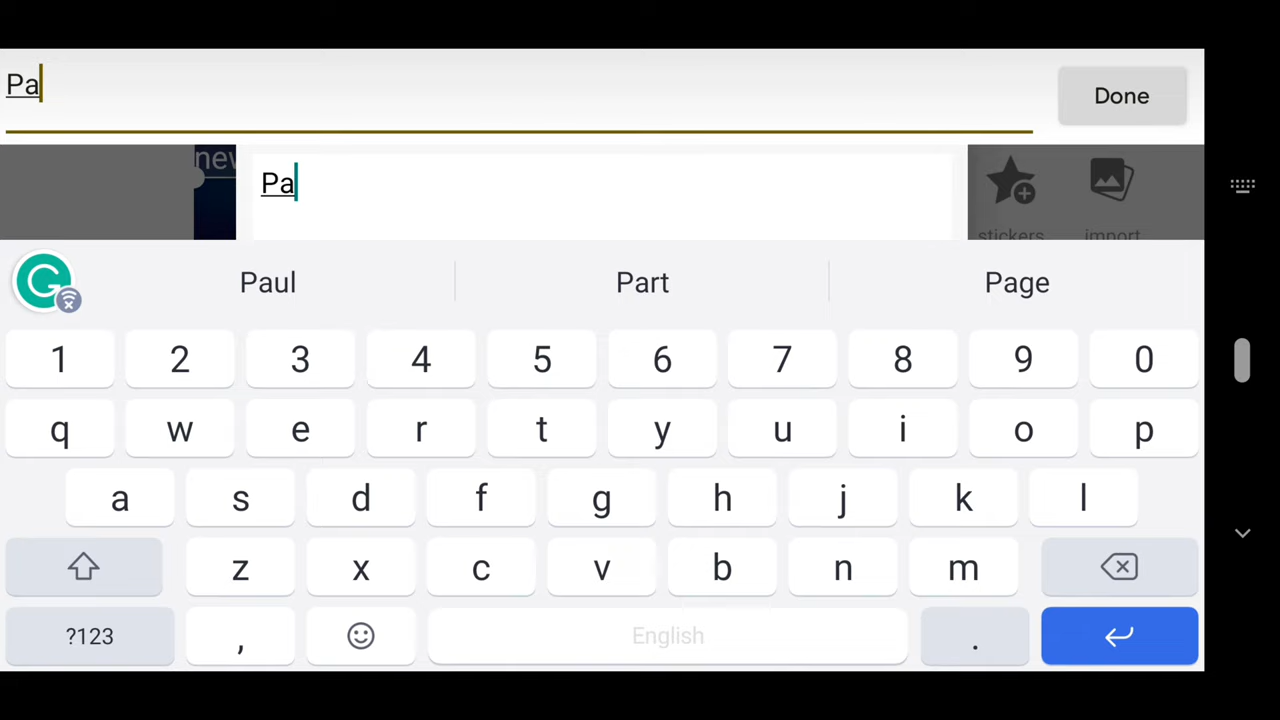 Pa
Done
new
Pa
stickers
import
G
Paul
Part
Page
1 2 3 4 5 6 7 8 9 0
q w e r t y u i o p
a s d f g h j k l
z x c v b n m
?123 , English .